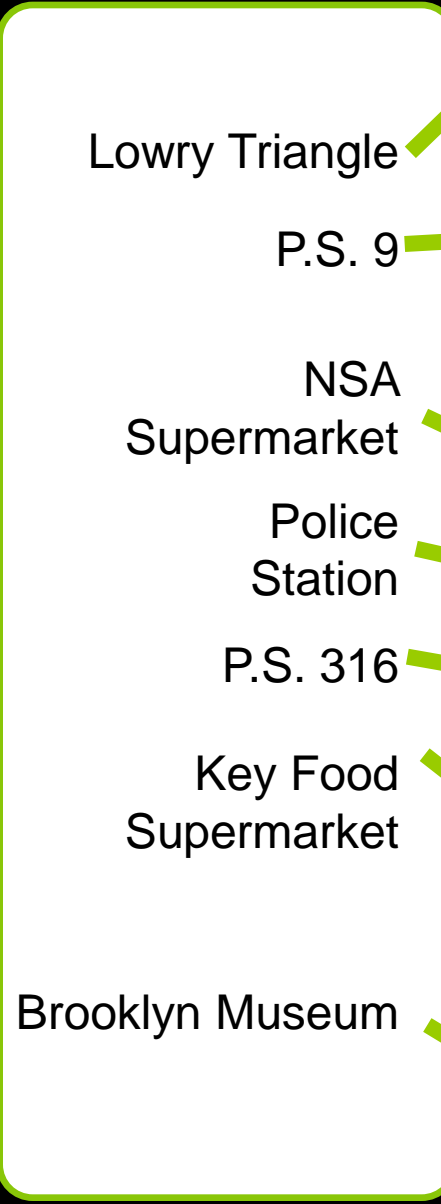 Lowry Triangle
P.S. 9
NSA
Supermarket
Police
Station
P.S. 316
Key Food
Supermarket
Brooklyn Museum